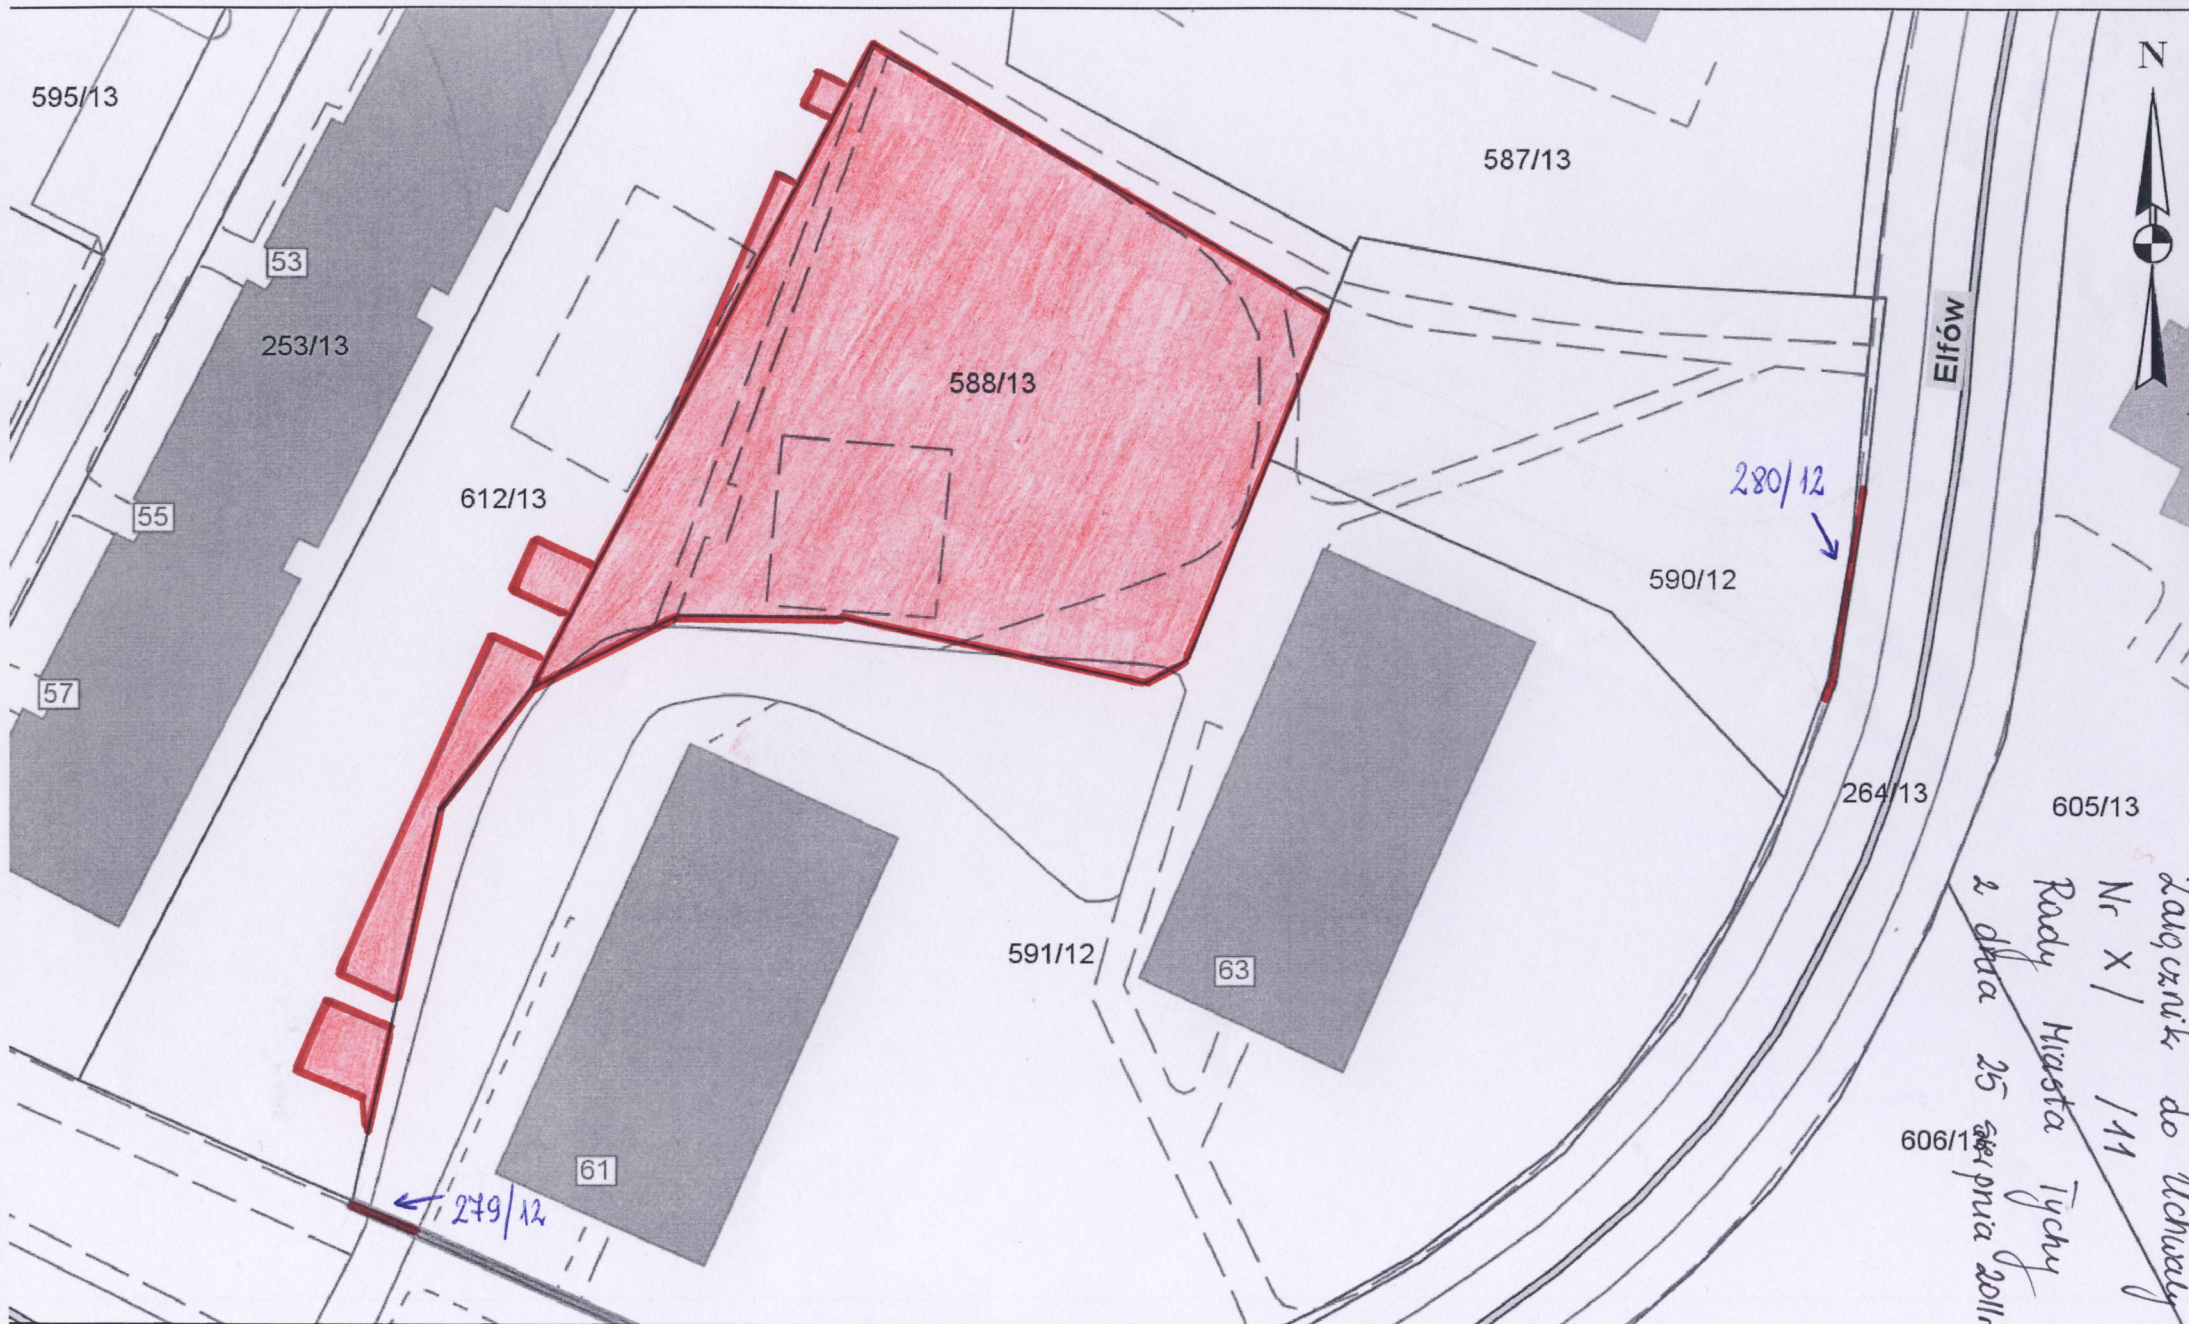 N
595/13
587/13
53
253/13
Elfów
588/13
280/12
612/13
55
590/12
57
264/13
605/13
591/12
63
61
279/12
Załącznik do Uchwały
Nr X/ /11
Rady Miasta Tychy
z dnia 25 sierpnia 2011